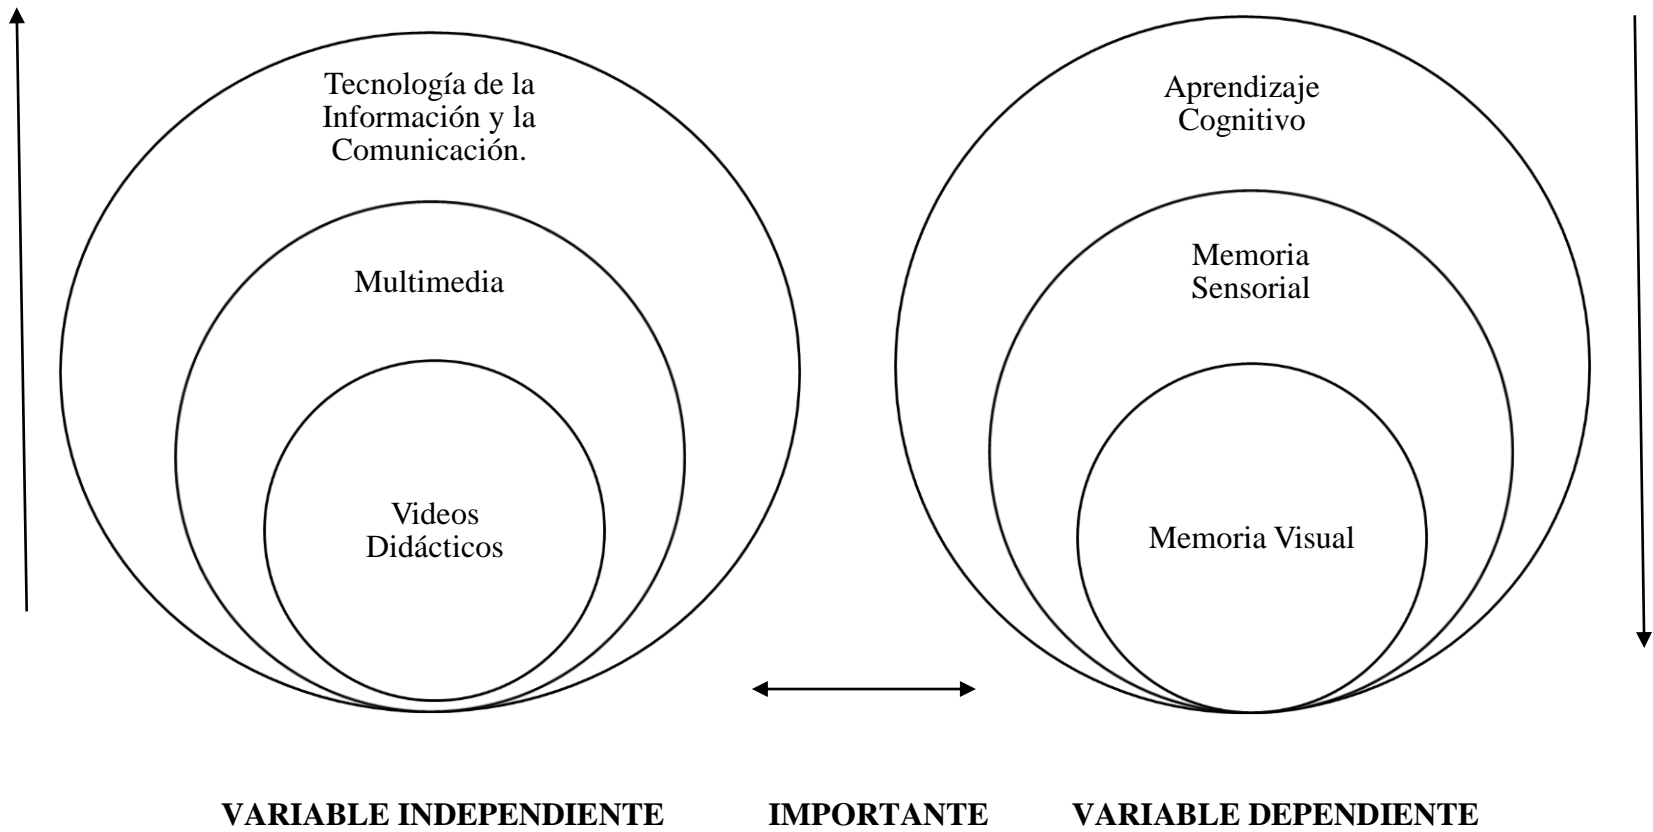 Tecnología de la
Información y la
Comunicación.
Multimedia
Videos
Didácticos
Aprendizaje
Cognitivo
Memoria
Sensorial
Memoria Visual
VARIABLE INDEPENDIENTE IMPORTANTE VARIABLE DEPENDIENTE